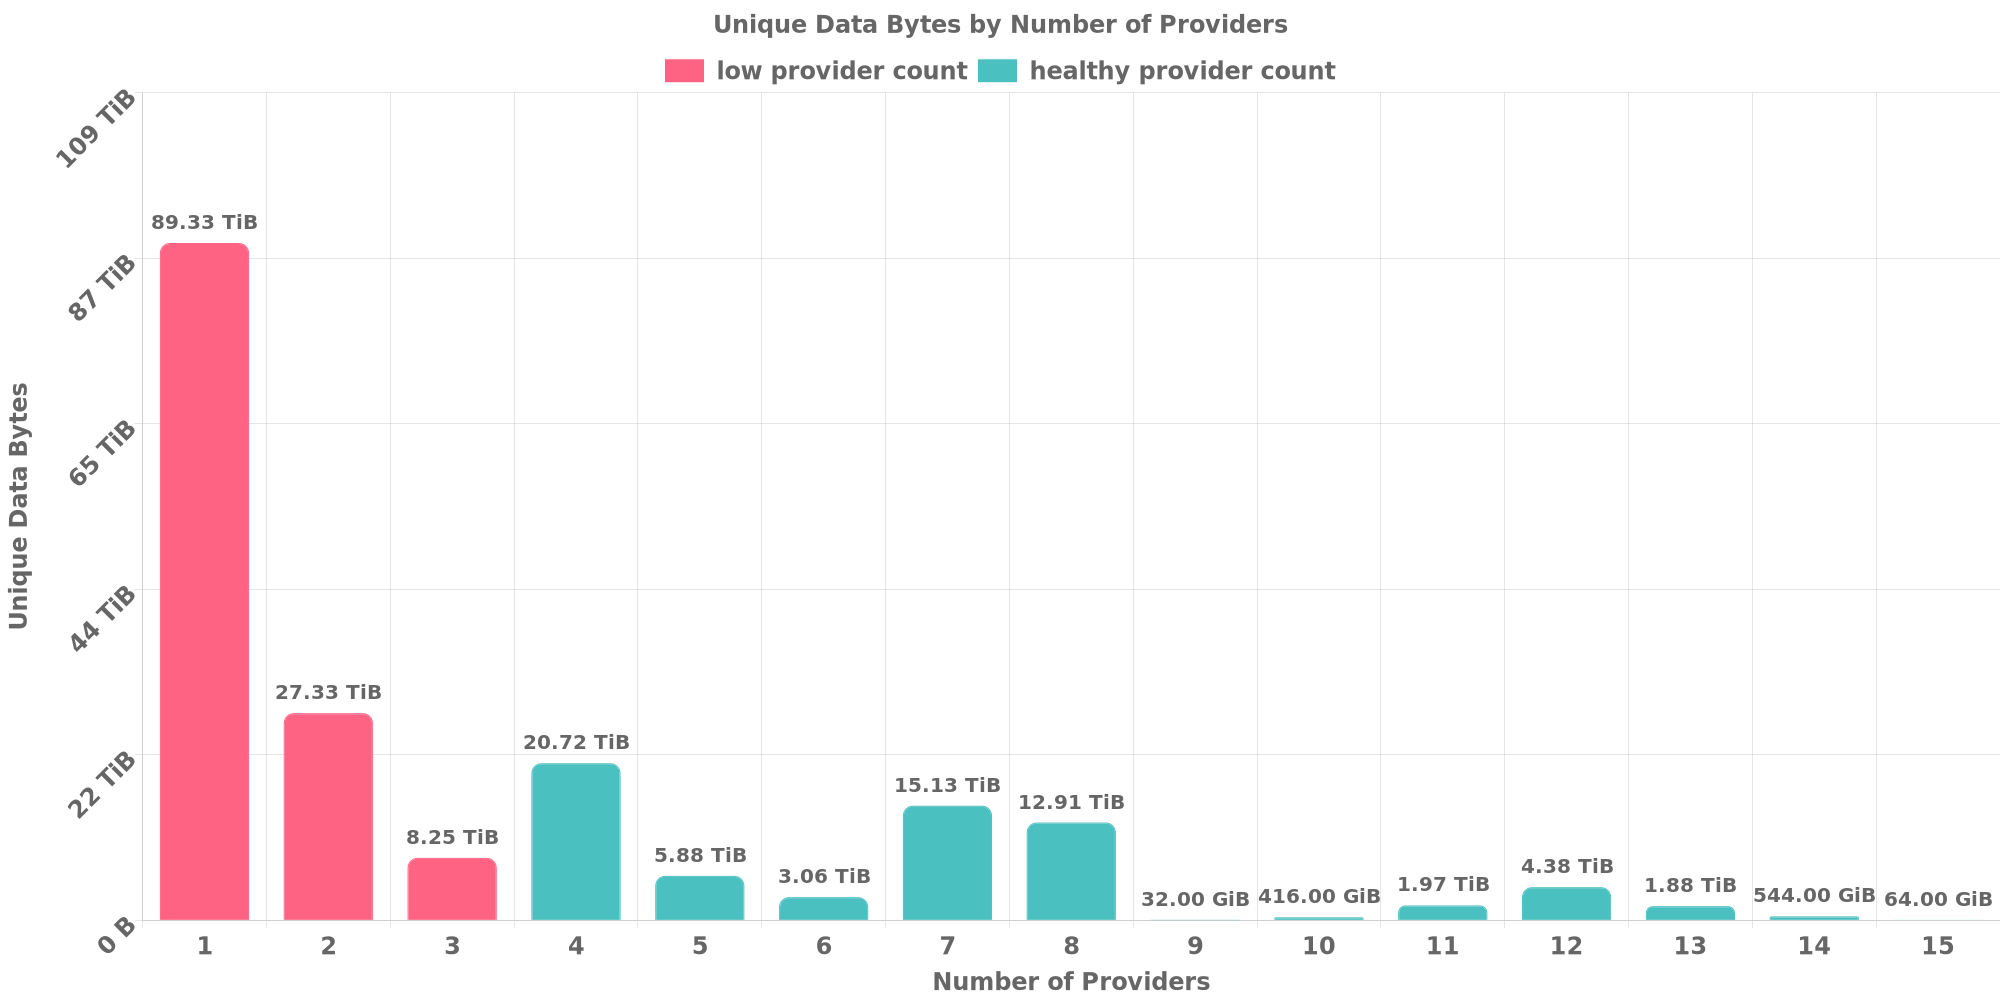 Unique Data Bytes by Number of Providers
low provider count healthy provider count
Unique Data Bytes
109 TiB
87 TiB
65 TiB
44 TiB
22 TiB
0 B
89.33 TiB
27.33 TiB
8.25 TiB
20.72 TiB
5.88 TiB
3.06 TiB
15.13 TiB
12.91 TiB
32.00 GiB
416.00 GiB
1.97 TiB
4.38 TiB
1.88 TiB
544.00 GiB
64.00 GiB
1 2 3 4 5 6 7 8 9 10 11 12 13 14 15
Number of Providers